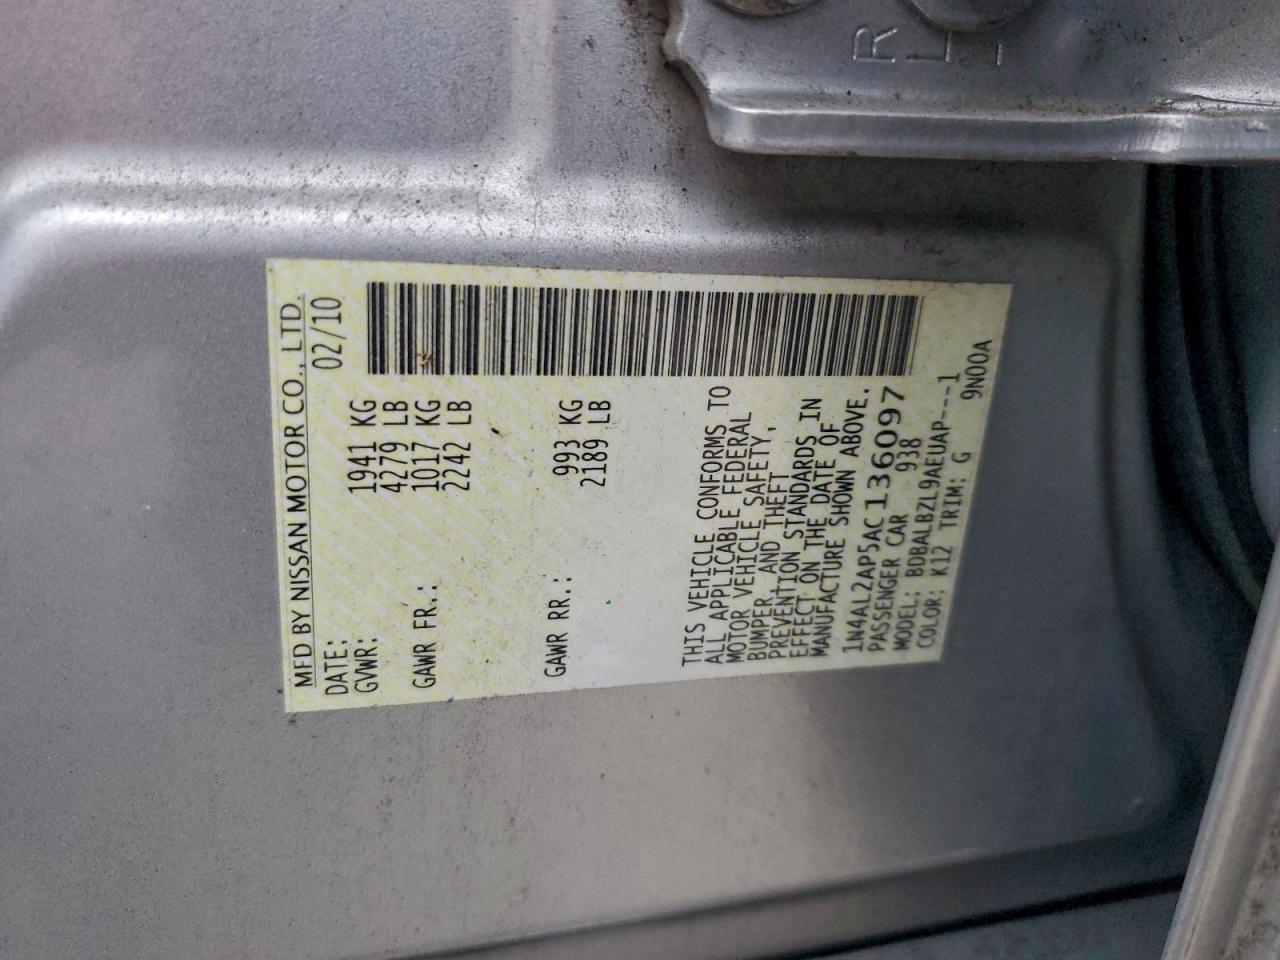 MFD BY NISSAN MOTOR CO., LTD.
DATE: 02/10
GVWR: 1941 KG
4279 LB
GAWR FR.: 1017 KG
2242 LB
GAWR RR.: 993 KG
2189 LB
THIS VEHICLE CONFORMS TO
ALL APPLICABLE FEDERAL
MOTOR VEHICLE SAFETY,
BUMPER, AND THEFT
PREVENTION STANDARDS IN
EFFECT ON THE DATE OF
MANUFACTURE SHOWN ABOVE.
1N4AL2AP5AC136097
PASSENGER CAR 938
MODEL: BDBALBZL9AEUAP---1
COLOR: K12 TRIM: G 9N00A
R
L